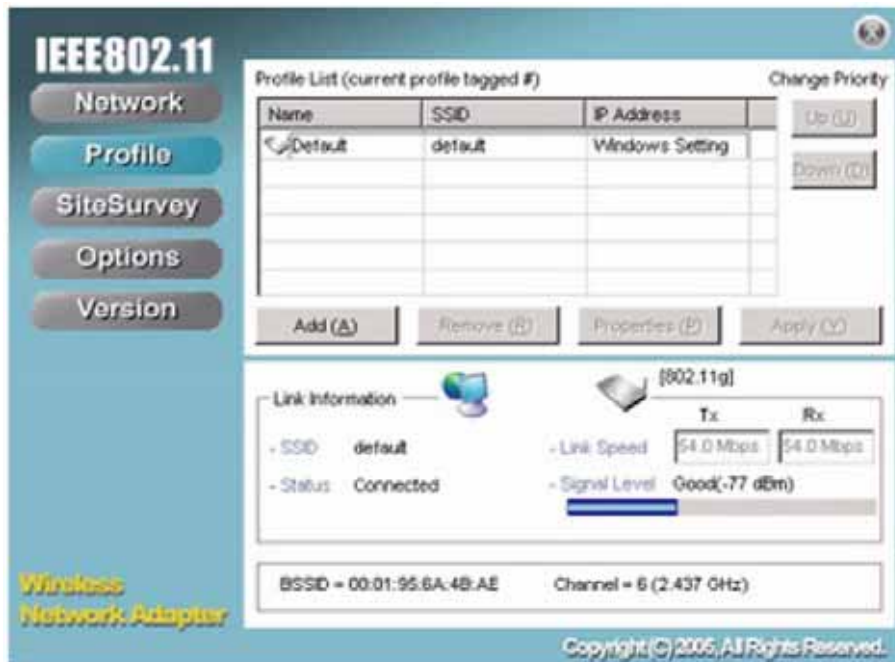 IEEE802.11
Network
Profile
SiteSurvey
Options
Version
Wireless
Network Adapter
Profile List (current profile tagged #)
Change Priority
Name SSID IP Address
Default default Windows Setting
Up (U)
Down (D)
Add (A) Remove (R) Properties (P) Apply (Y)
Link Information
[802.11g]
Tx Rx
- SSID default
- Link Speed 54.0 Mbps 54.0 Mbps
- Status Connected
- Signal Level Good(-77 dBm)
BSSID = 00:01:95:6A:4B:AE Channel = 6 (2.437 GHz)
Copyright (C) 2005, All Rights Reserved.